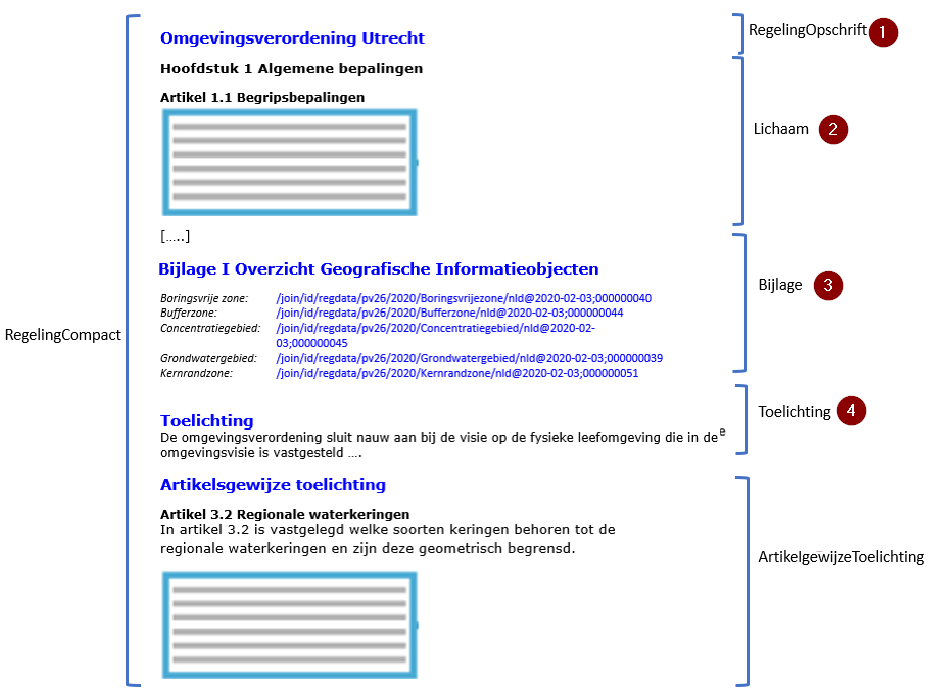 Omgevingsverordening Utrecht
RegelingOpschrift 1
Hoofdstuk 1 Algemene bepalingen
Artikel 1.1 Begripsbepalingen
Lichaam 2
[.....]
Bijlage I Overzicht Geografische Informatieobjecten
Bijlage 3
Boringsvrije zone: /join/id/regdata/pv26/2020/Boringsvrijezone/nld@2020-02-03;000000040
Bufferzone: /join/id/regdata/pv26/2020/Bufferzone/nld@2020-02-03;000000044
Concentratiegebied: /join/id/regdata/pv26/2020/Concentratiegebied/nld@2020-02-
03;000000045
RegelingCompact
Grondwatergebied: /join/id/regdata/pv26/2020/Grondwatergebied/nld@2020-02-03;000000039
Kernrandzone: /join/id/regdata/pv26/2020/Kernrandzone/nld@2020-02-03;000000051
Toelichting 4
Toelichting
De omgevingsverordening sluit nauw aan bij de visie op de fysieke leefomgeving die in de e
omgevingsvisie is vastgesteld ....
Artikelsgewijze toelichting
Artikel 3.2 Regionale waterkeringen
In artikel 3.2 is vastgelegd welke soorten keringen behoren tot de
regionale waterkeringen en zijn deze geometrisch begrensd.
ArtikelgewijzeToelichting